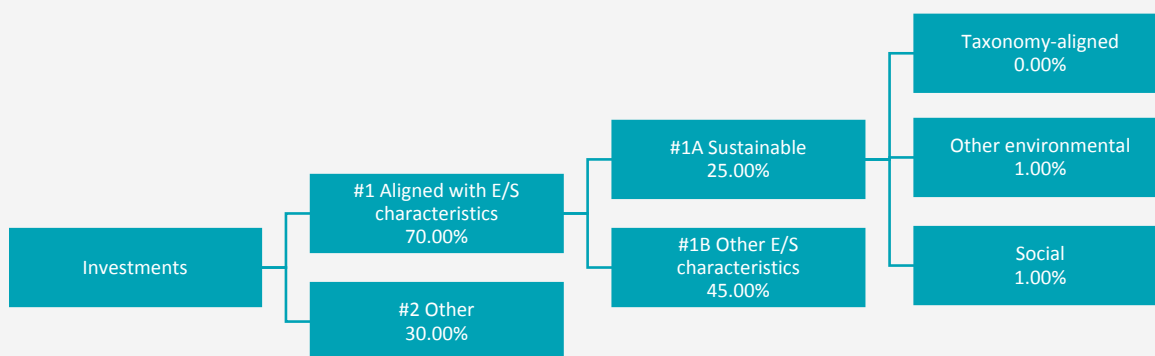 Investments
#1 Aligned with E/S
characteristics
70.00%
#2 Other
30.00%
#1A Sustainable
25.00%
#1B Other E/S
characteristics
45.00%
Taxonomy-aligned
0.00%
Other environmental
1.00%
Social
1.00%